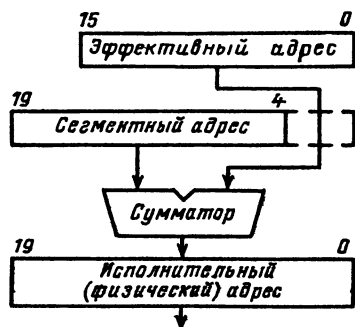 15 0
Эффективный адрес
19 4
Сегментный адрес
Сумматор
19 0
Исполнительный
(физический) адрес